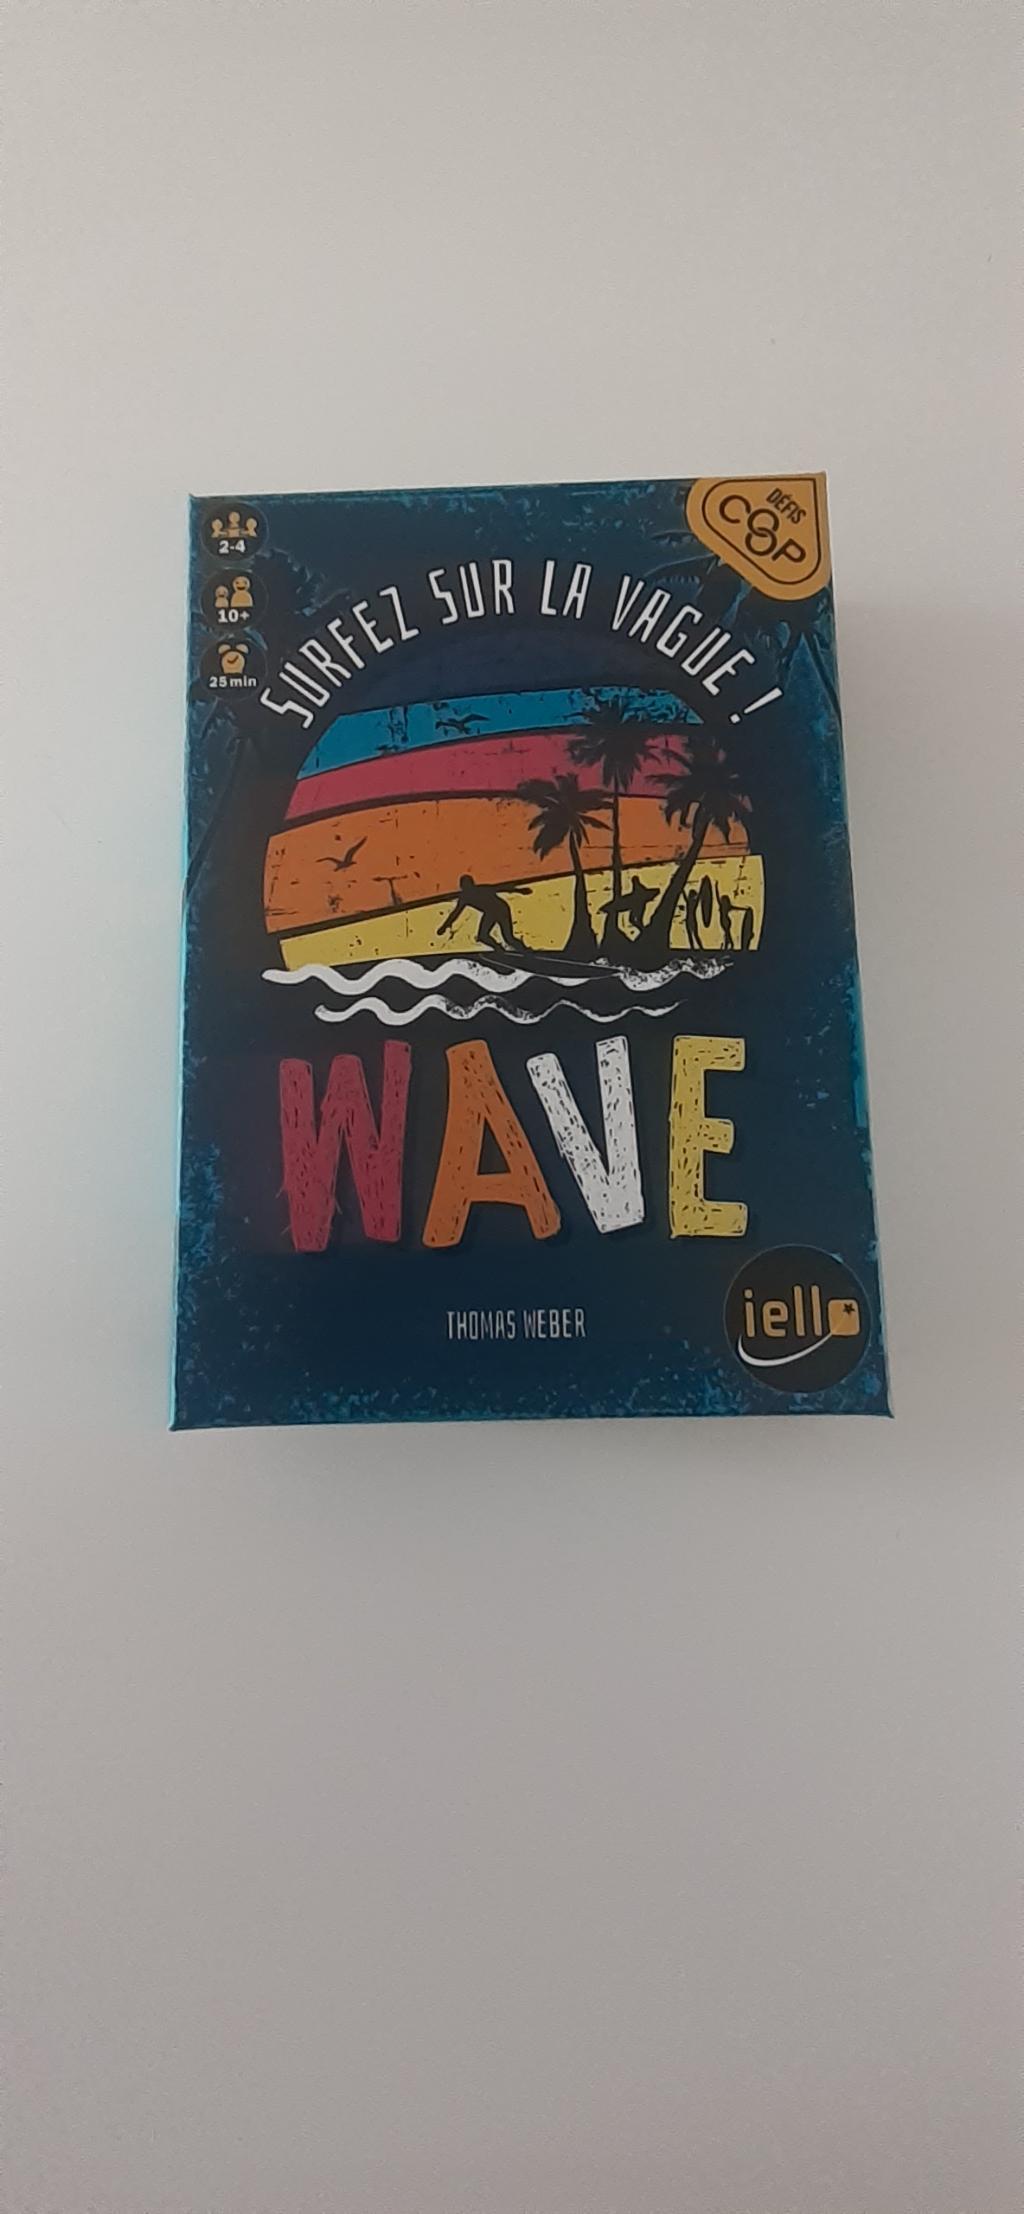 2-4
10+
25 min
DÉFIS
COOP
SURFEZ SUR LA VAGUE !
WAVE
THOMAS WEBER
iello